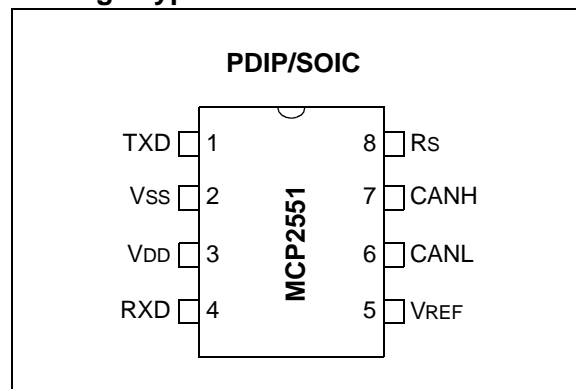 PDIP/SOIC
TXD 1 8 RS
VSS 2 7 CANH
VDD 3 6 CANL
RXD 4 5 VREF
MCP2551